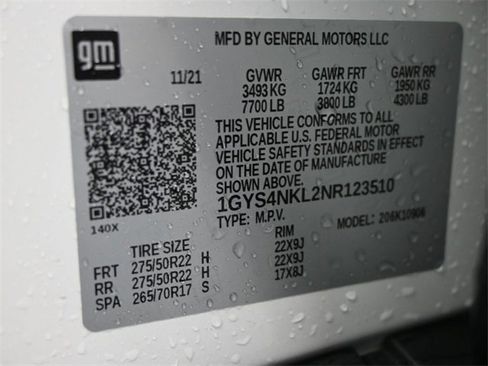 gm
MFD BY GENERAL MOTORS LLC
11/21 GVWR GAWR FRT GAWR RR
3493 KG 1724 KG 1950 KG
7700 LB 3800 LB 4300 LB
THIS VEHICLE CONFORMS TO ALL
APPLICABLE U.S. FEDERAL MOTOR
VEHICLE SAFETY STANDARDS IN EFFECT
ON THE DATE OF MANUFACTURE
SHOWN ABOVE.
1GYS4NKL2NR123510
140X TYPE: M.P.V. MODEL: 206K10906
TIRE SIZE RIM
FRT 275/50R22 H 22X9J
RR 275/50R22 H 22X9J
SPA 265/70R17 S 17X8J